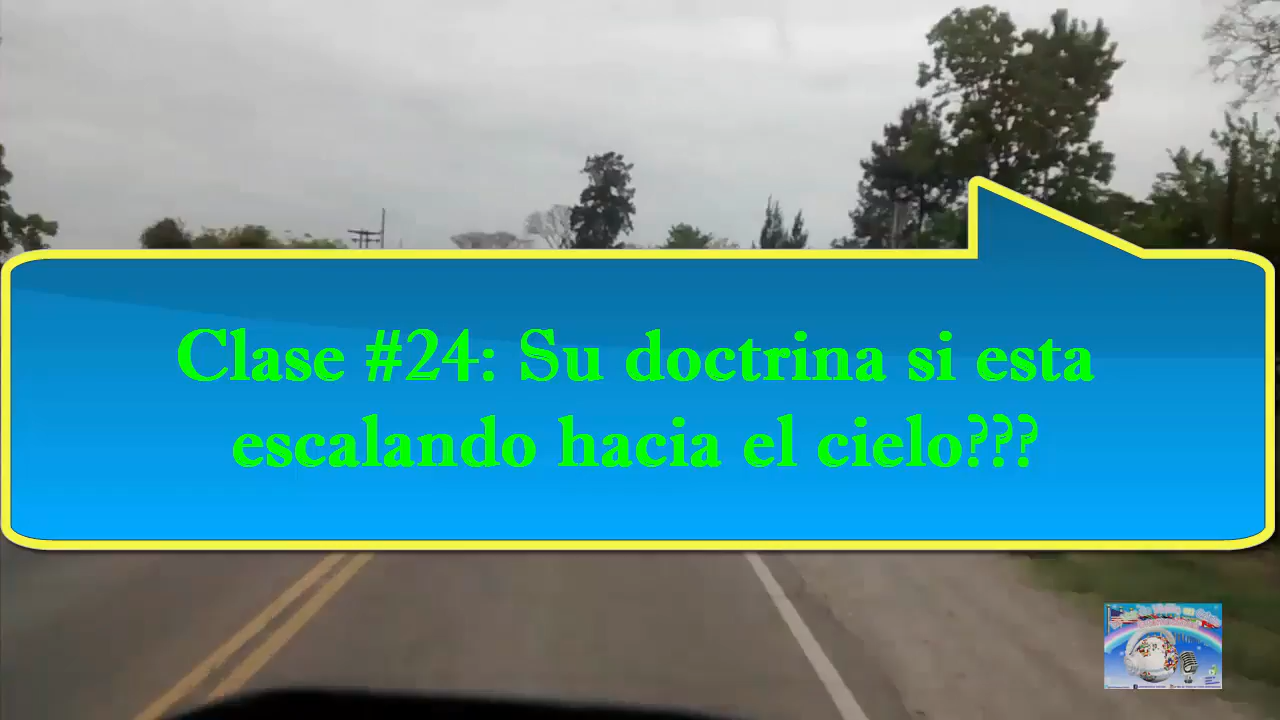 Clase #24: Su doctrina si esta
escalando hacia el cielo???